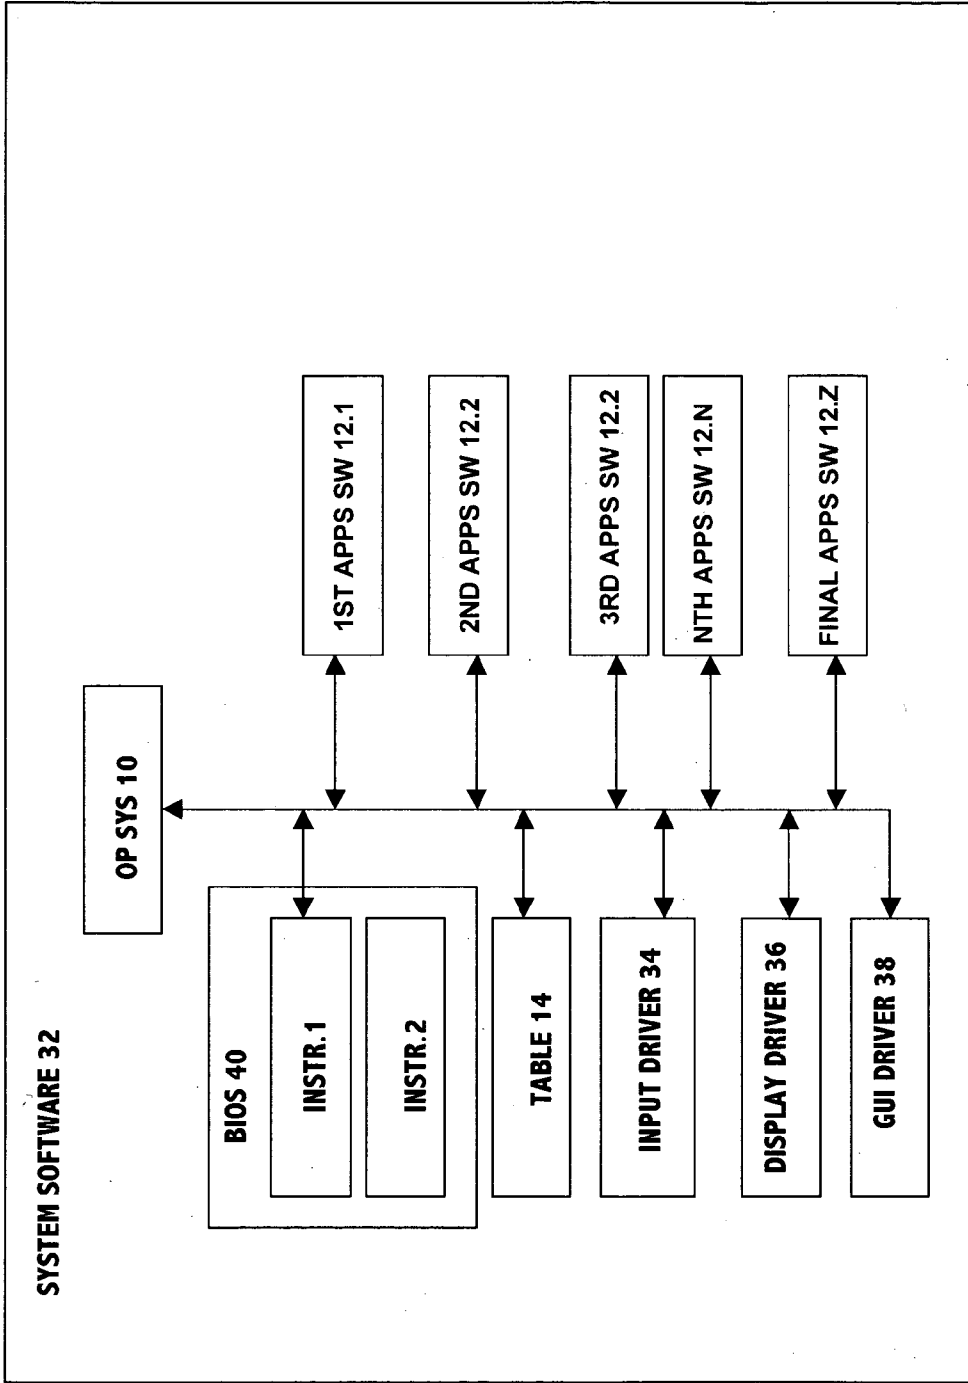 SYSTEM SOFTWARE 32
OP SYS 10
BIOS 40
INSTR.1
INSTR.2
TABLE 14
INPUT DRIVER 34
DISPLAY DRIVER 36
GUI DRIVER 38
1ST APPS SW 12.1
2ND APPS SW 12.2
3RD APPS SW 12.2
NTH APPS SW 12.N
FINAL APPS SW 12.Z